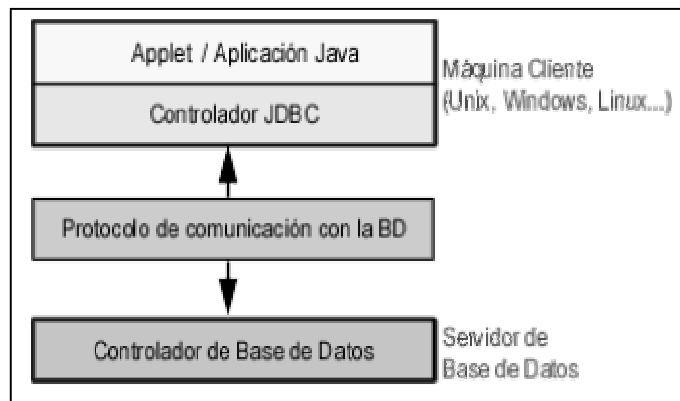 Applet / Aplicación Java
Controlador JDBC
Máquina Cliente
(Unix, Windows, Linux...)
Protocolo de comunicación con la BD
Controlador de Base de Datos
Servidor de
Base de Datos